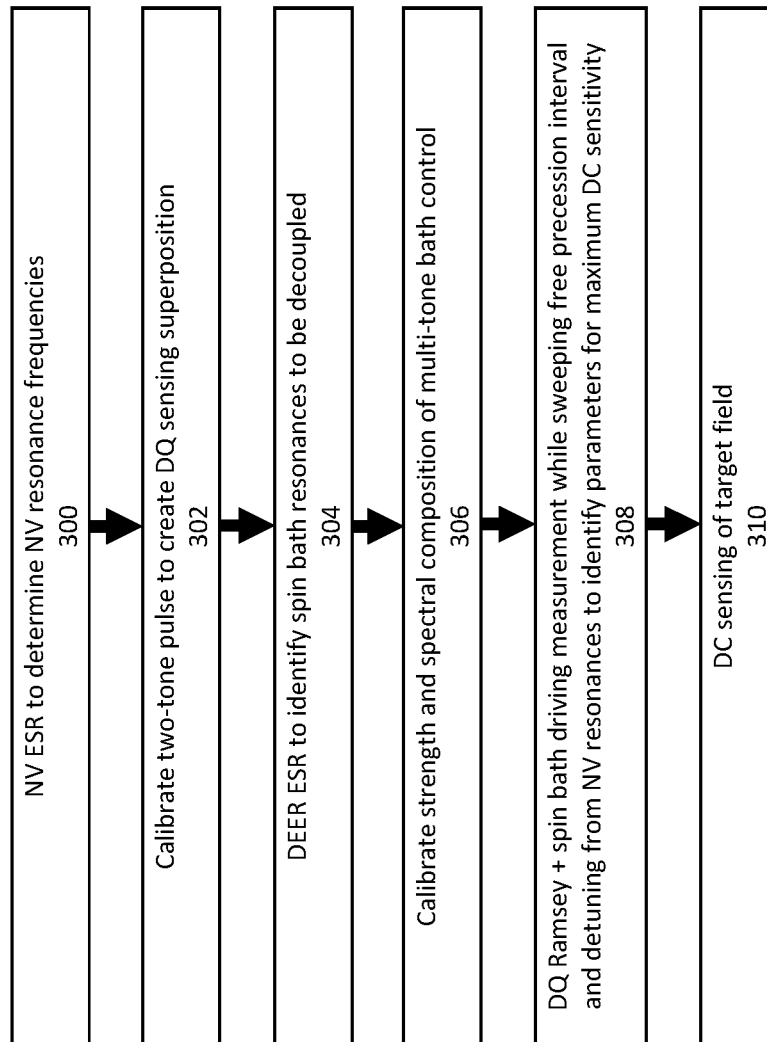 NV ESR to determine NV resonance frequencies
300
Calibrate two-tone pulse to create DQ sensing superposition
302
DEER ESR to identify spin bath resonances to be decoupled
304
Calibrate strength and spectral composition of multi-tone bath control
306
DQ Ramsey + spin bath driving measurement while sweeping free precession interval
and detuning from NV resonances to identify parameters for maximum DC sensitivity
308
DC sensing of target field
310